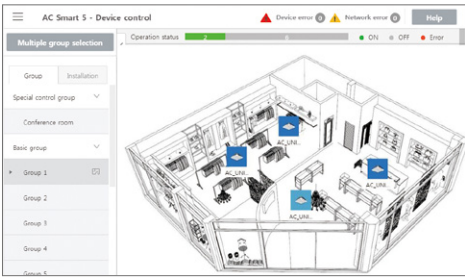 AC Smart 5 - Device control
Device error 0
Network error 0
Help
Multiple group selection
Operation status 2 6
ON OFF Error
Group Installation
Special control group
Conference room
Basic group
Group 1
Group 2
Group 3
Group 4
Group 5
AC_UNI...
AC_UNI...
AC_UNI...
AC_UNI...